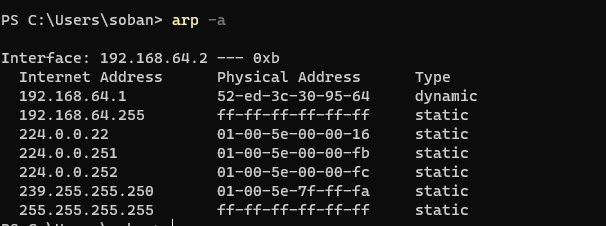 PS C:\Users\soban> arp -a
Interface: 192.168.64.2 --- 0xb
Internet Address Physical Address Type
192.168.64.1 52-ed-3c-30-95-64 dynamic
192.168.64.255 ff-ff-ff-ff-ff-ff static
224.0.0.22 01-00-5e-00-00-16 static
224.0.0.251 01-00-5e-00-00-fb static
224.0.0.252 01-00-5e-00-00-fc static
239.255.255.250 01-00-5e-7f-ff-fa static
255.255.255.255 ff-ff-ff-ff-ff-ff static
PS C:\Users\soban>